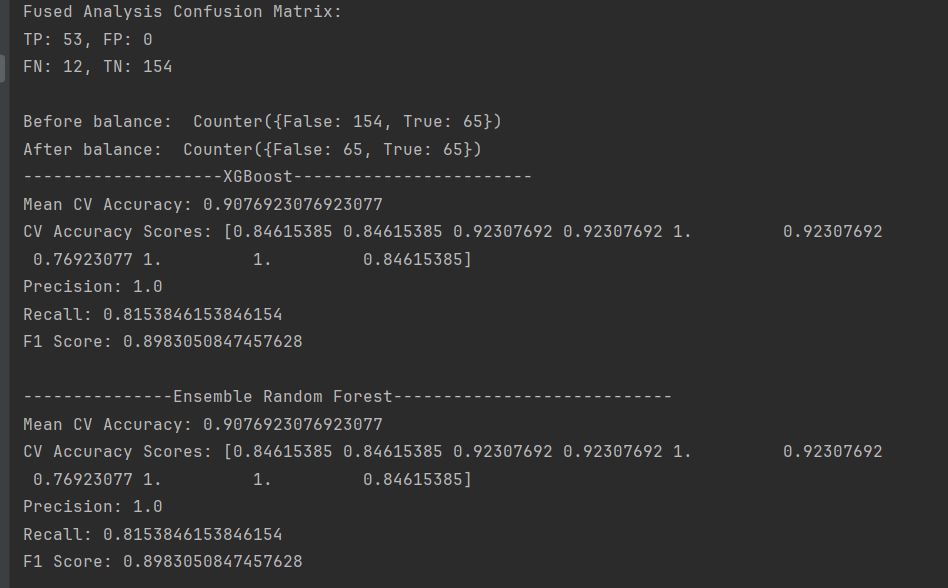 Fused Analysis Confusion Matrix:
TP: 53, FP: 0
FN: 12, TN: 154
Before balance:  Counter({False: 154, True: 65})
After balance:  Counter({False: 65, True: 65})
--------------------XGBoost------------------------
Mean CV Accuracy: 0.9076923076923077
CV Accuracy Scores: [0.84615385 0.84615385 0.92307692 0.92307692 1.         0.92307692
 0.76923077 1.         1.         0.84615385]
Precision: 1.0
Recall: 0.8153846153846154
F1 Score: 0.8983050847457628
---------------Ensemble Random Forest----------------------------
Mean CV Accuracy: 0.9076923076923077
CV Accuracy Scores: [0.84615385 0.84615385 0.92307692 0.92307692 1.         0.92307692
 0.76923077 1.         1.         0.84615385]
Precision: 1.0
Recall: 0.8153846153846154
F1 Score: 0.8983050847457628